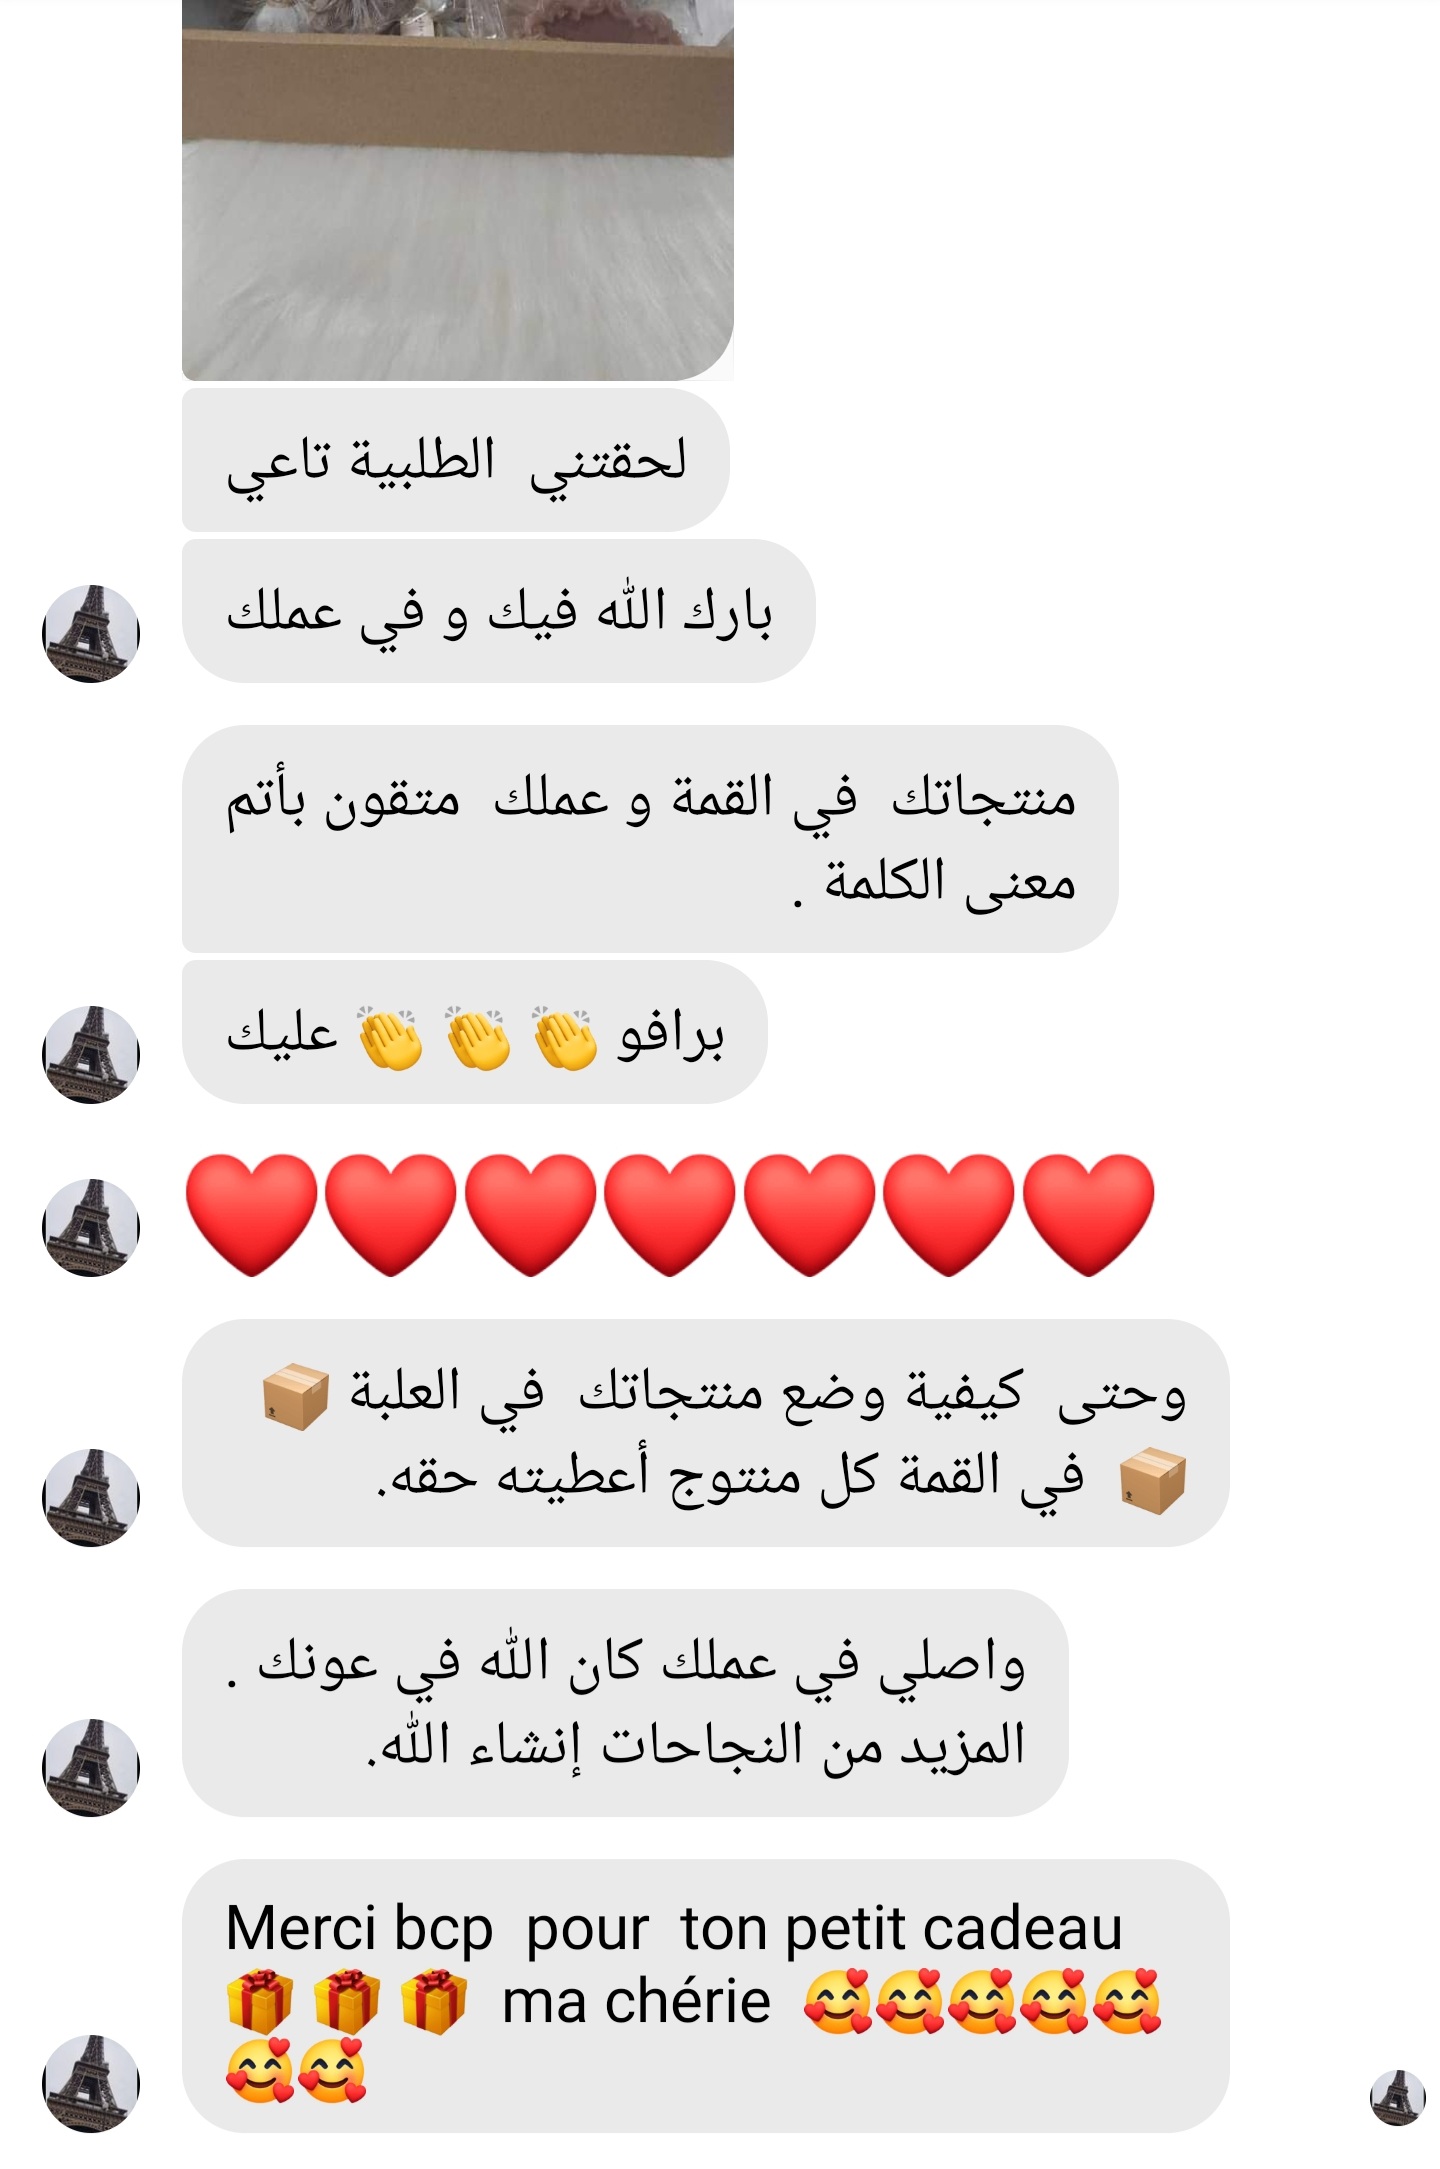 لحقتني  الطلبية تاعي
بارك الله فيك و في عملك
منتجاتك  في القمة و عملك  متقون بأتم
معنى الكلمة .
برافو 👏 👏 👏 عليك
❤️❤️❤️❤️❤️❤️❤️
وحتى  كيفية وضع منتجاتك  في العلبة 📦
📦  في القمة كل منتوج أعطيته حقه.
واصلي في عملك كان الله في عونك .
المزيد من النجاحات إنشاء الله.
Merci bcp  pour  ton petit cadeau
🎁 🎁 🎁  ma chérie  🥰🥰🥰🥰🥰
🥰🥰